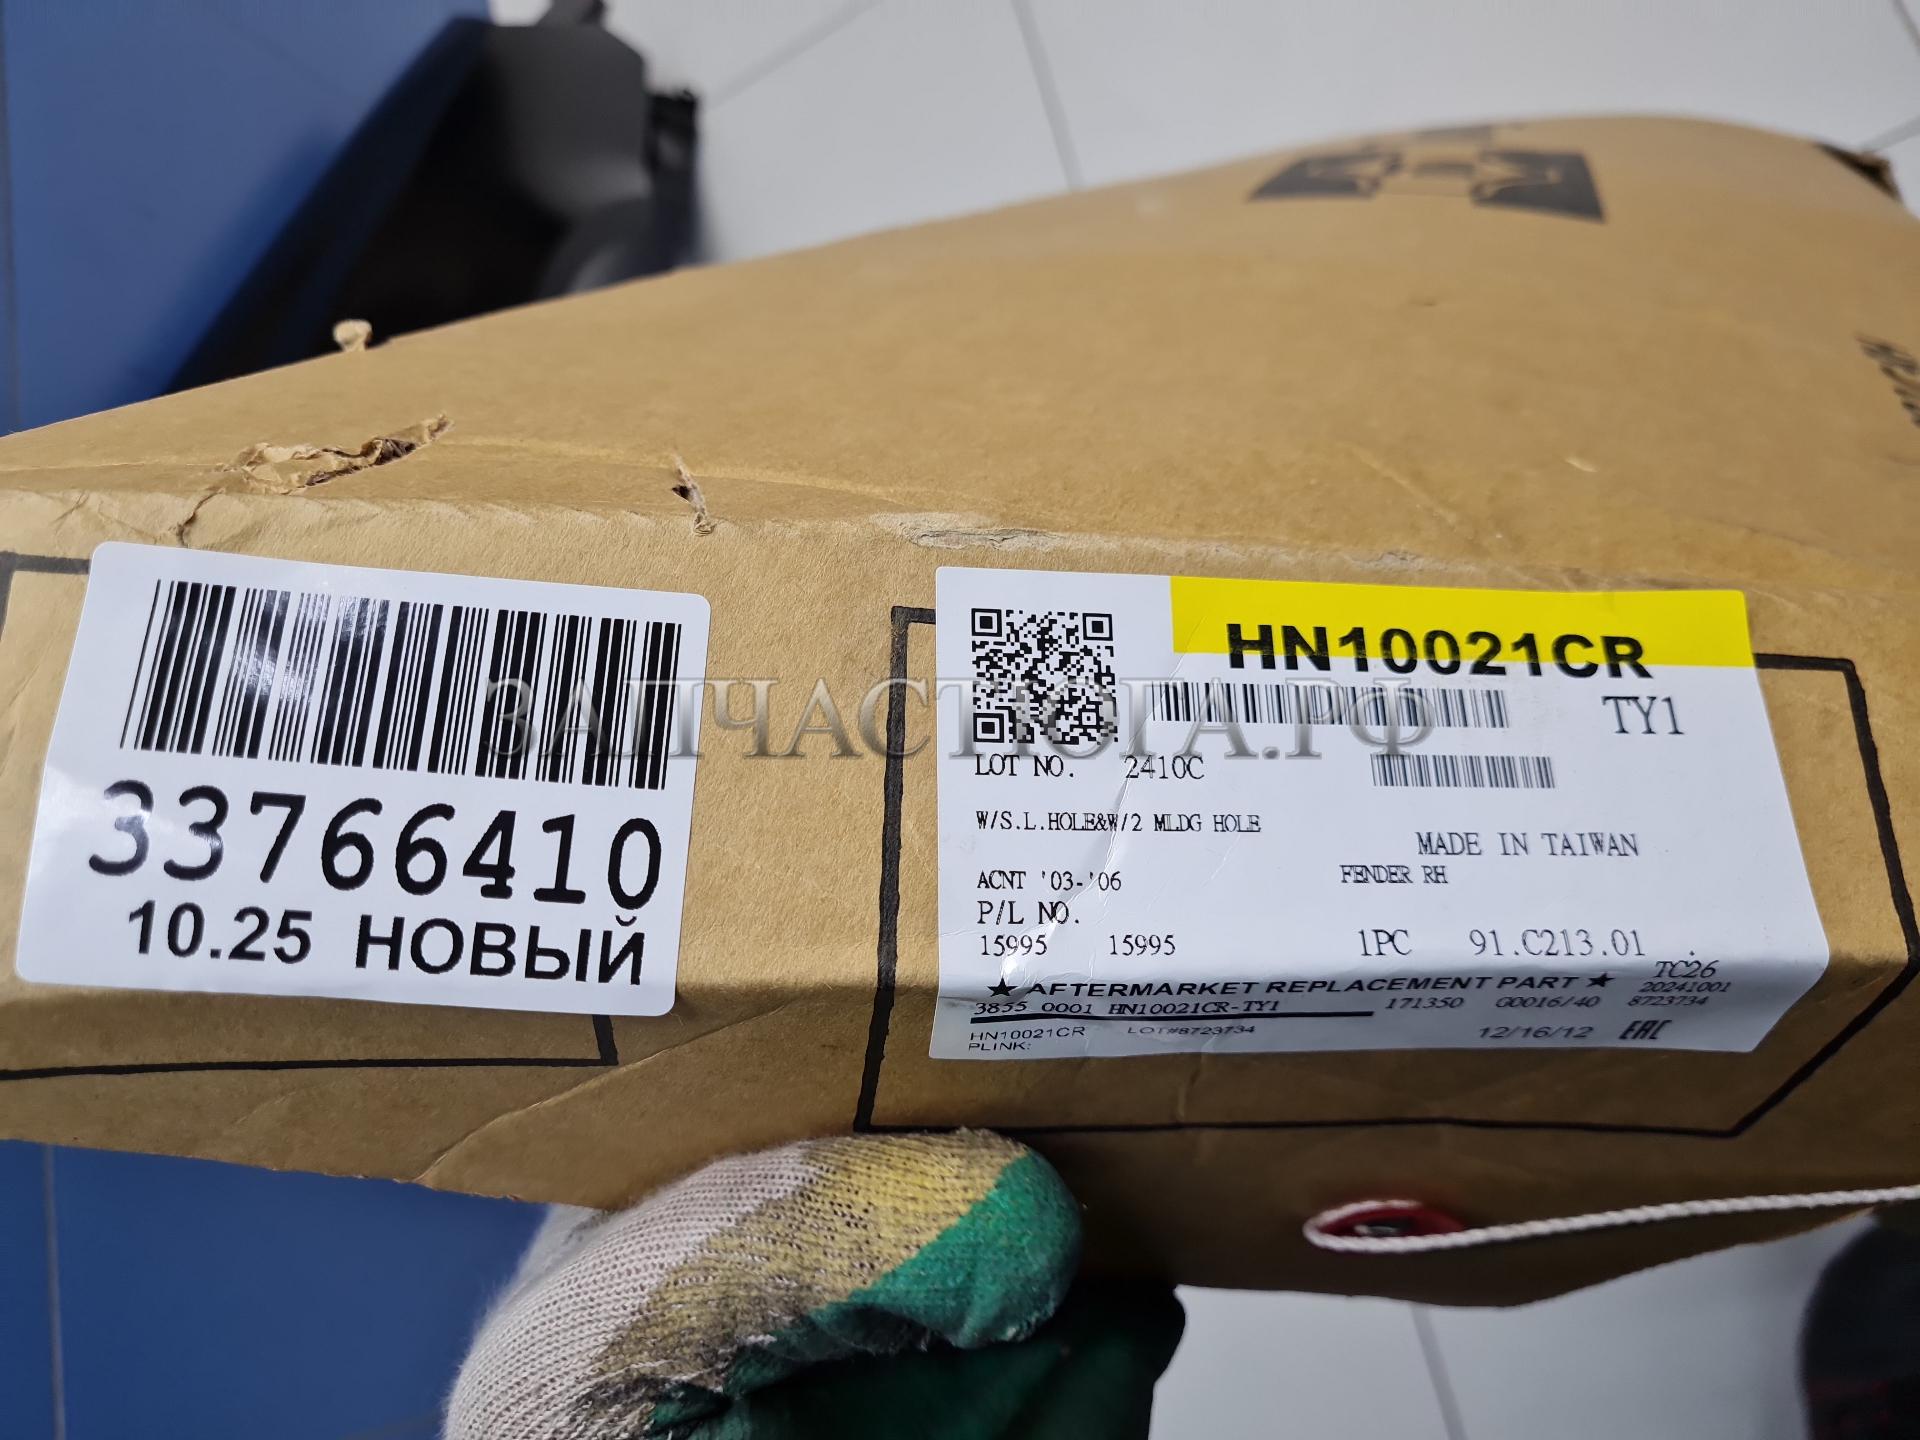 33766410
10.25 НОВЫЙ
HN10021CR
TY1
LOT NO. 2410C
W/S.L.HOLE&W/2 MLDG HOLE
MADE IN TAIWAN
ACNT '03-'06
FENDER RH
P/L NO.
15995 15995 1PC 91.C213.01
★ AFTERMARKET REPLACEMENT PART ★
TC26
20241001
3855 0001 HN10021CR-TY1 171350 G0016/40 8723734
HN10021CR LOT#8723734 12/16/12 EAC
PLINK:
ЗАПЧАСТЮГА.РФ